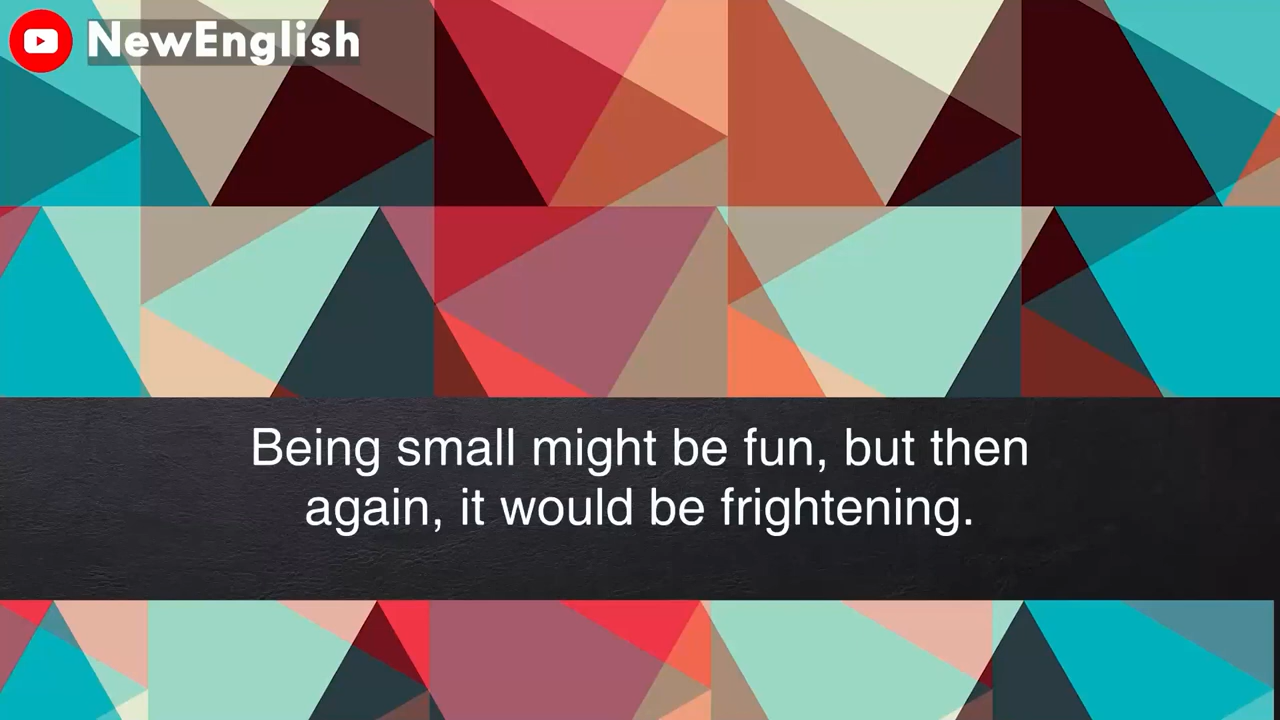 NewEnglish
Being small might be fun, but then
again, it would be frightening.